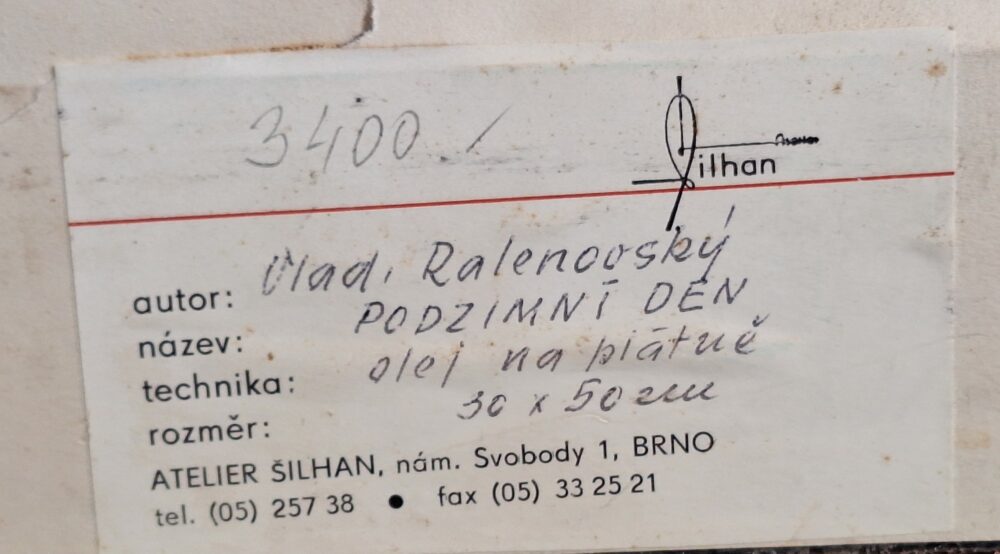 3400
ilhan
autor: Vlad. Ralenovský
název: PODZIMNÍ DEN
technika: olej na plátně
rozměr: 30 x 50 cm
ATELIER ŠILHAN, nám. Svobody 1, BRNO
tel. (05) 257 38 ● fax (05) 33 25 21